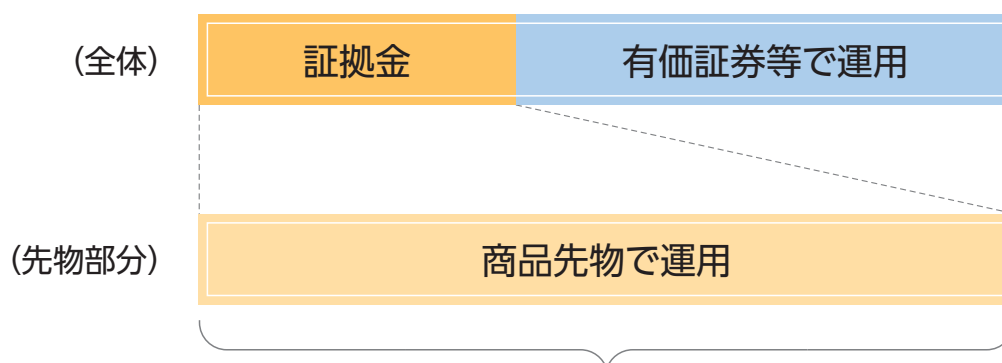 (全体)
証拠金
有価証券等で運用
(先物部分)
商品先物で運用